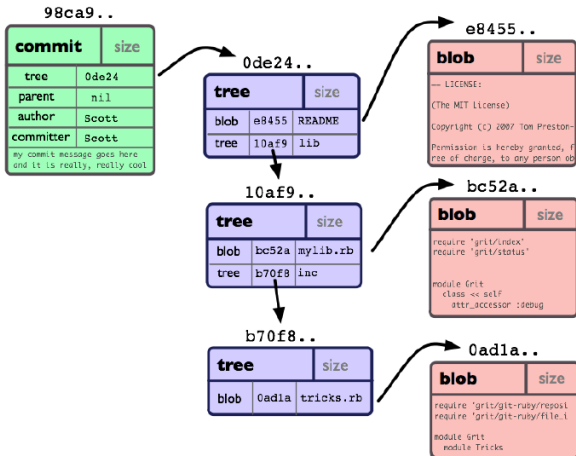 98ca9..
commit size
tree 0de24
parent nil
author Scott
committer Scott
my commit message goes here
and it is really, really cool
0de24..
tree size
blob e8455 README
tree 10af9 lib
10af9..
tree size
blob bc52a mylib.rb
tree b70f8 inc
b70f8..
tree size
blob 0ad1a tricks.rb
e8455..
blob size
-- LICENSE:
(The MIT License)
Copyright (c) 2007 Tom Preston-
Permission is hereby granted, f
ree of charge, to any person ob
bc52a..
blob size
require 'grit/index'
require 'grit/status'
module Grit
class << self
attr_accessor :debug
0ad1a..
blob size
require 'grit/git-ruby/reposi
require 'grit/git-ruby/file_i
module Grit
module Tricks